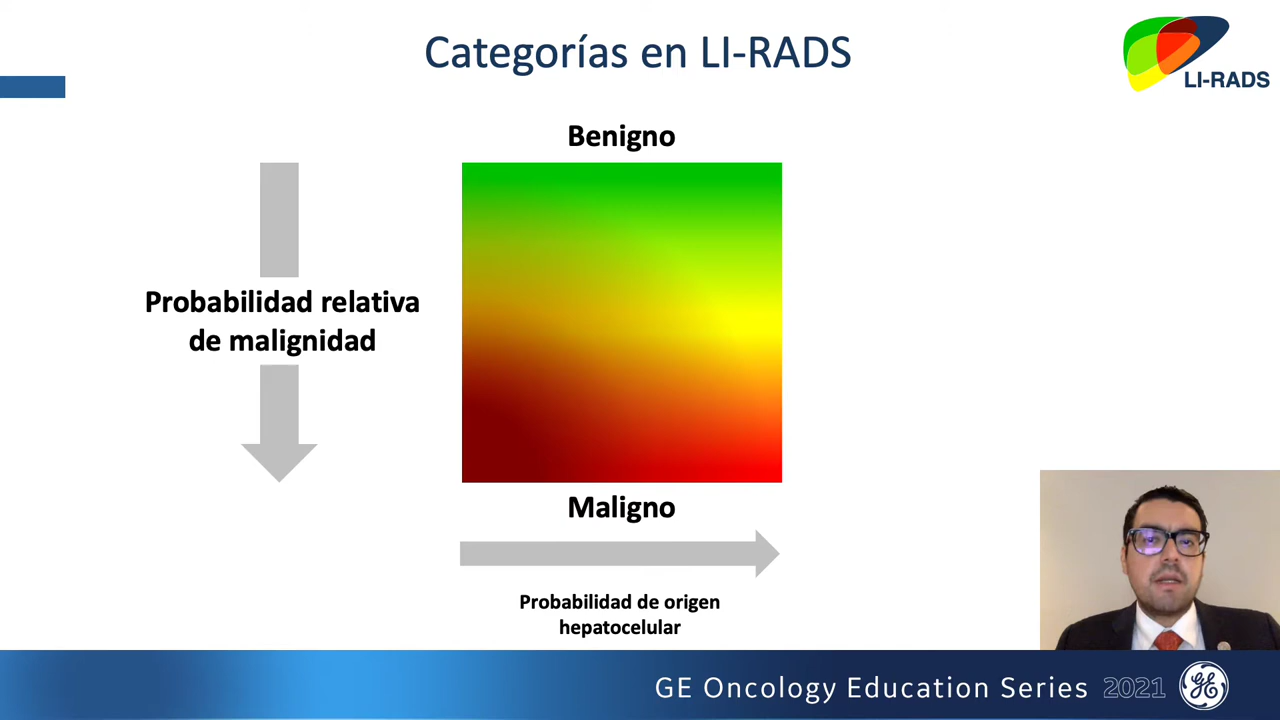 Categorías en LI-RADS
LI-RADS
Benigno
Probabilidad relativa
de malignidad
Maligno
Probabilidad de origen
hepatocelular
GE Oncology Education Series 2021
GE